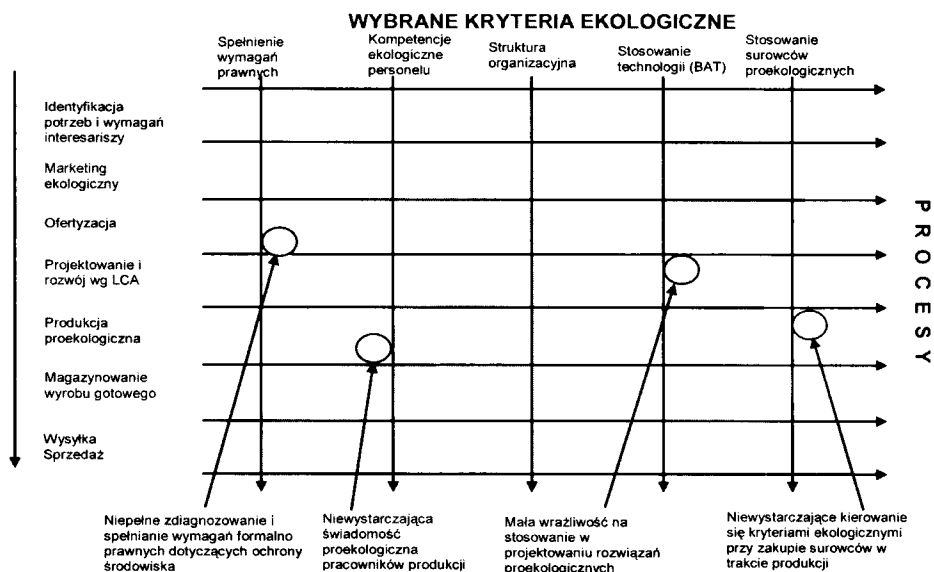 WYBRANE KRYTERIA EKOLOGICZNE
Spełnienie
wymagań
prawnych
Kompetencje
ekologiczne
personelu
Struktura
organizacyjna
Stosowanie
technologii (BAT)
Stosowanie
surowców
proekologicznych
Identyfikacja
potrzeb i wymagań
interesariszy
Marketing
ekologiczny
Ofertyzacja
Projektowanie i
rozwój wg LCA
Produkcja
proekologiczna
Magazynowanie
wyrobu gotowego
Wysyłka
Sprzedaż
PROCESY
Niepełne zdiagnozowanie i
spełnianie wymagań formalno
prawnych dotyczących ochrony
środowiska
Niewystarczająca
świadomość
proekologiczna
pracowników produkcji
Mała wrażliwość na
stosowanie w
projektowaniu rozwiązań
proekologicznych
Niewystarczające kierowanie
się kryteriami ekologicznymi
przy zakupie surowców w
trakcie produkcji